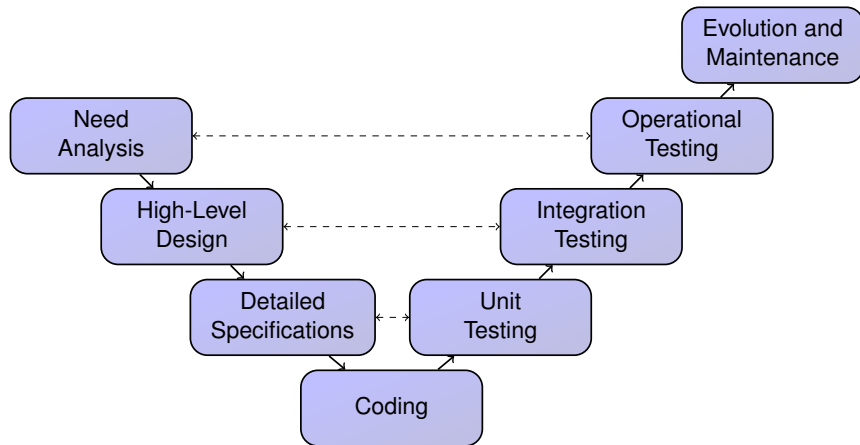 Evolution and
Maintenance
Need
Analysis
Operational
Testing
High-Level
Design
Integration
Testing
Detailed
Specifications
Unit
Testing
Coding